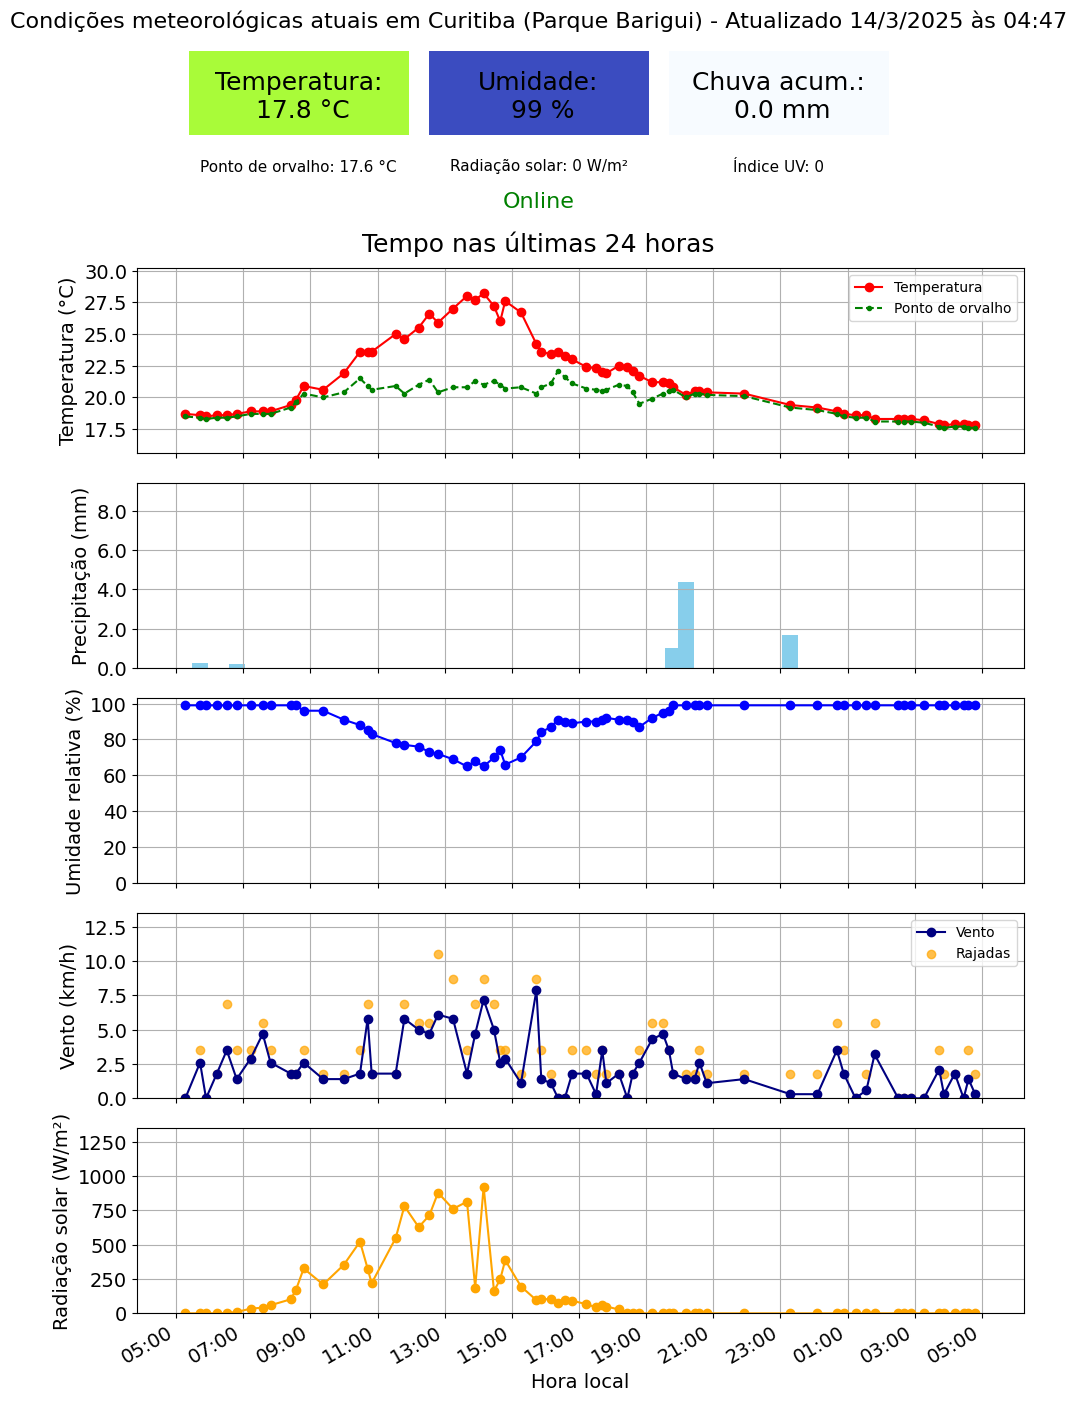 Condições meteorológicas atuais em Curitiba (Parque Barigui) - Atualizado 14/3/2025 às 04:47
Temperatura:
17.8 °C
Umidade:
99 %
Chuva acum.:
0.0 mm
Ponto de orvalho: 17.6 °C
Radiação solar: 0 W/m²
Índice UV: 0
Online
Tempo nas últimas 24 horas
Temperatura (°C)
30.0
27.5
25.0
22.5
20.0
17.5
Temperatura
Ponto de orvalho
Precipitação (mm)
8.0
6.0
4.0
2.0
0.0
Umidade relativa (%)
100
80
60
40
20
0
Vento (km/h)
12.5
10.0
7.5
5.0
2.5
0.0
Vento
Rajadas
Radiação solar (W/m²)
1250
1000
750
500
250
0
05:00
07:00
09:00
11:00
13:00
15:00
17:00
19:00
21:00
23:00
01:00
03:00
05:00
Hora local